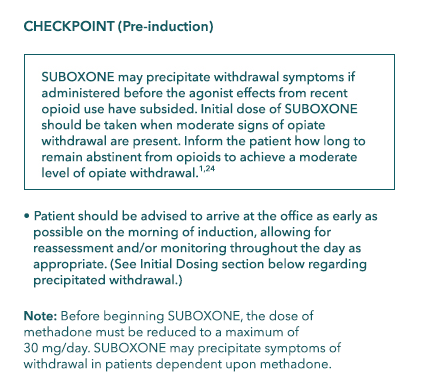 CHECKPOINT (Pre-induction)
SUBOXONE may precipitate withdrawal symptoms if
administered before the agonist effects from recent
opioid use have subsided. Initial dose of SUBOXONE
should be taken when moderate signs of opiate
withdrawal are present. Inform the patient how long to
remain abstinent from opioids to achieve a moderate
level of opiate withdrawal.1,24
• Patient should be advised to arrive at the office as early as
possible on the morning of induction, allowing for
reassessment and/or monitoring throughout the day as
appropriate. (See Initial Dosing section below regarding
precipitated withdrawal.)
Note: Before beginning SUBOXONE, the dose of
methadone must be reduced to a maximum of
30 mg/day. SUBOXONE may precipitate symptoms of
withdrawal in patients dependent upon methadone.